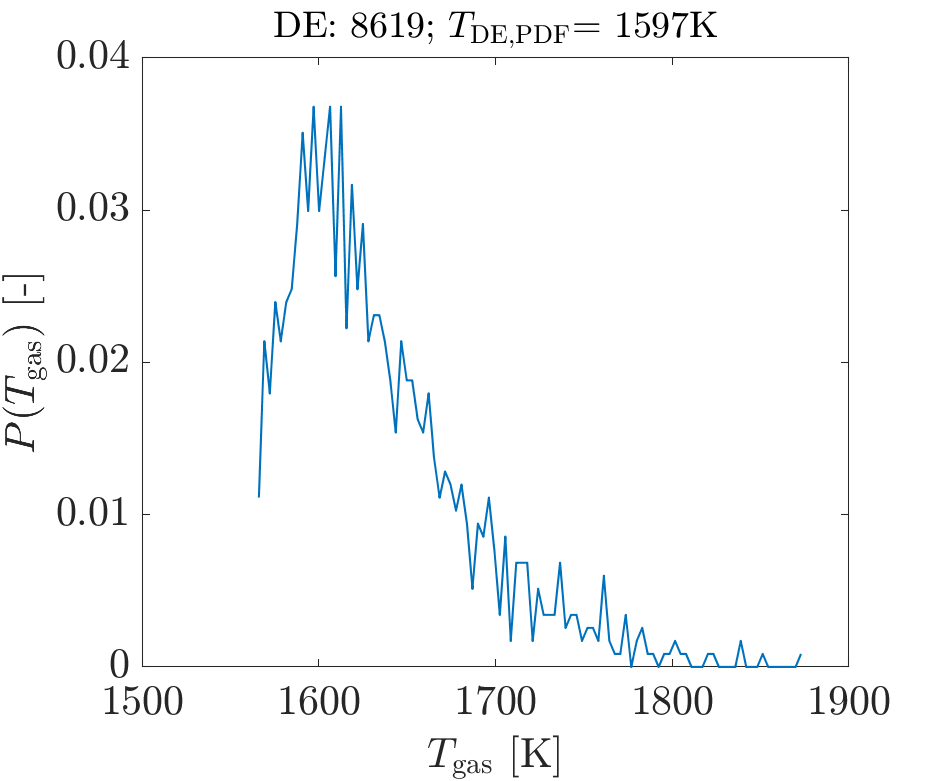 DE: 8619; T_DE,PDF= 1597K
0.04
0.03
0.02
0.01
0
P(T_gas) [-]
1500 1600 1700 1800 1900
T_gas [K]